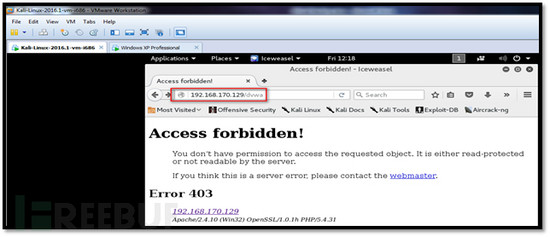 Kali-Linux-2016.1-vm-i686 - VMware Workstation
File Edit View VM Tabs Help
Kali-Linux-2016.1-vm-i686 Windows XP Professional
Applications Places Iceweasel Fri 12:18 1
Access forbidden! - Iceweasel
Access forbidden!
192.168.170.129/dvwa Search
Most Visited Offensive Security Kali Linux Kali Docs Kali Tools Exploit-DB Aircrack-ng
Access forbidden!
You don't have permission to access the requested object. It is either read-protected
or not readable by the server.
If you think this is a server error, please contact the webmaster.
Error 403
192.168.170.129
Apache/2.4.10 (Win32) OpenSSL/1.0.1h PHP/5.4.31
FREEBUF